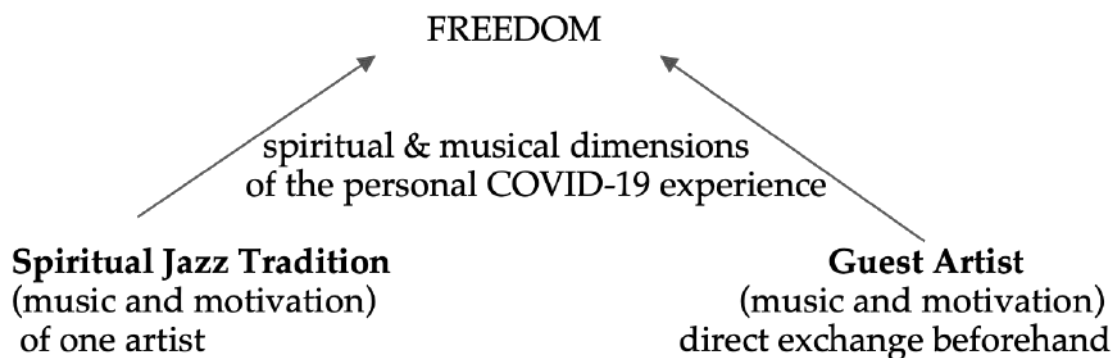 FREEDOM
spiritual & musical dimensions
of the personal COVID-19 experience
Spiritual Jazz Tradition
(music and motivation)
of one artist
Guest Artist
(music and motivation)
direct exchange beforehand